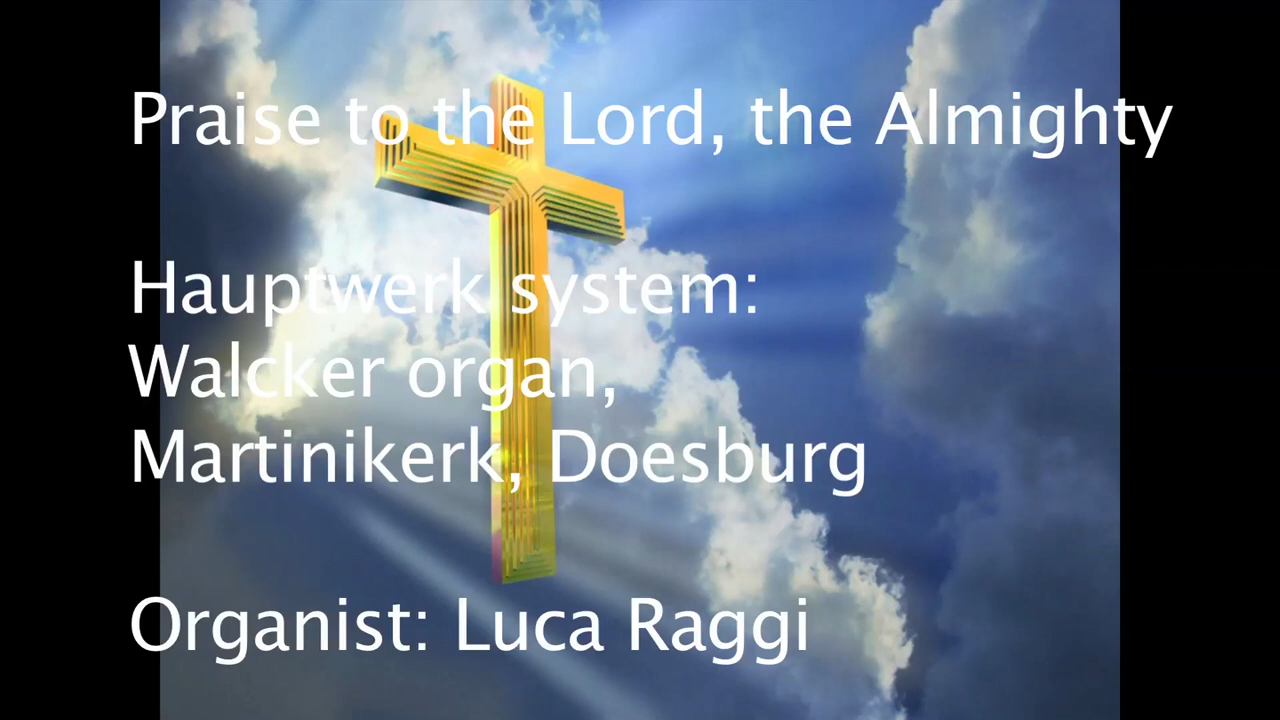 Praise to the Lord, the Almighty
Hauptwerk system:
Walcker organ,
Martinikerk, Doesburg
Organist: Luca Raggi